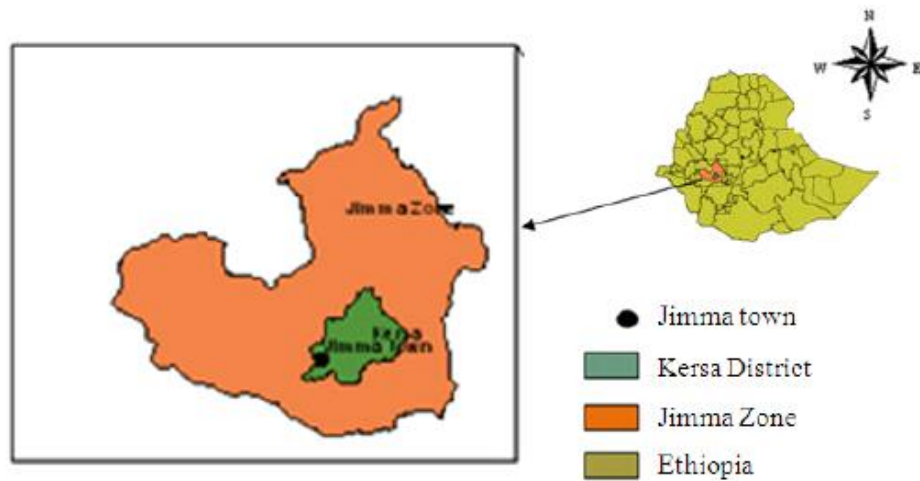 N
W E
S
Jimma Zone
Kersa
Jimma town
Jimma town
Kersa District
Jimma Zone
Ethiopia